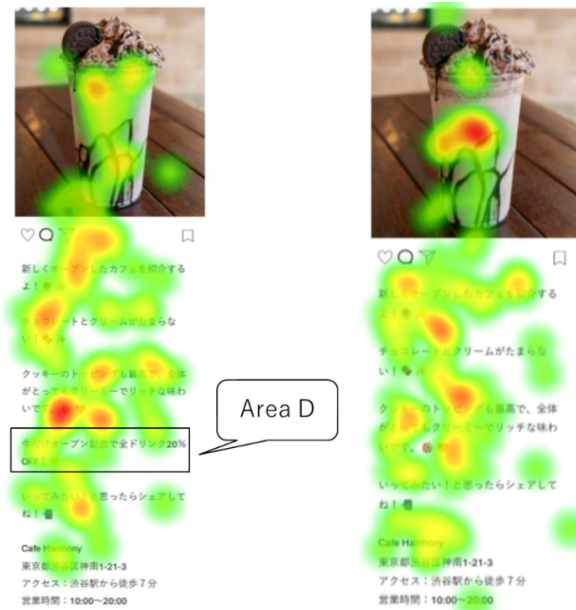 新しくオープンしたカフェを紹介する
よ！
チョコレートとクリームがたまらな
い！
クッキーのトッピングも最高で、全体
がとってもクリーミーでリッチな味わ
いです。
今だけオープン記念で全ドリンク20%
OFF！
いってみたい！と思ったらシェアして
ね！
Cafe Harmony
東京都渋谷区神南1-21-3
アクセス：渋谷駅から徒歩７分
営業時間：10:00〜20:00
Area D
新しくオープンしたカフェを紹介する
よ！
チョコレートとクリームがたまらな
い！
クッキーのトッピングも最高で、全体
がとってもクリーミーでリッチな味わ
いです。
いってみたい！と思ったらシェアして
ね！
Cafe Harmony
東京都渋谷区神南1-21-3
アクセス：渋谷駅から徒歩７分
営業時間：10:00〜20:00